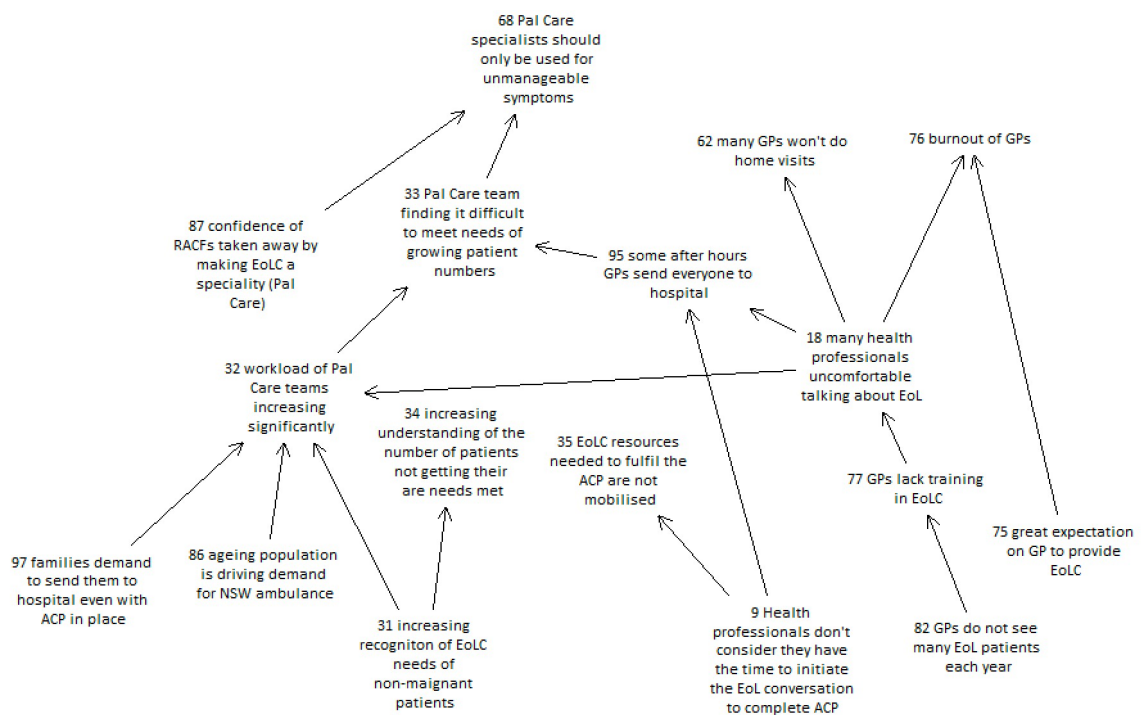 68 Pal Care
specialists should
only be used for
unmanageable
symptoms
62 many GPs won't do
home visits
76 burnout of GPs
33 Pal Care team
finding it difficult
to meet needs of
growing patient
numbers
87 confidence of
RACFs taken away by
making EoLC a
speciality (Pal
Care)
95 some after hours
GPs send everyone to
hospital
18 many health
professionals
uncomfortable
talking about EoL
32 workload of Pal
Care teams
increasing
significantly
34 increasing
understanding of the
number of patients
not getting their
are needs met
35 EoLC resources
needed to fulfil the
ACP are not
mobilised
77 GPs lack training
in EoLC
75 great expectation
on GP to provide
EoLC
97 families demand
to send them to
hospital even with
ACP in place
86 ageing population
is driving demand
for NSW ambulance
31 increasing
recogniton of EoLC
needs of
non-maignant
patients
9 Health
professionals don't
consider they have
the time to initiate
the EoL conversation
to complete ACP
82 GPs do not see
many EoL patients
each year